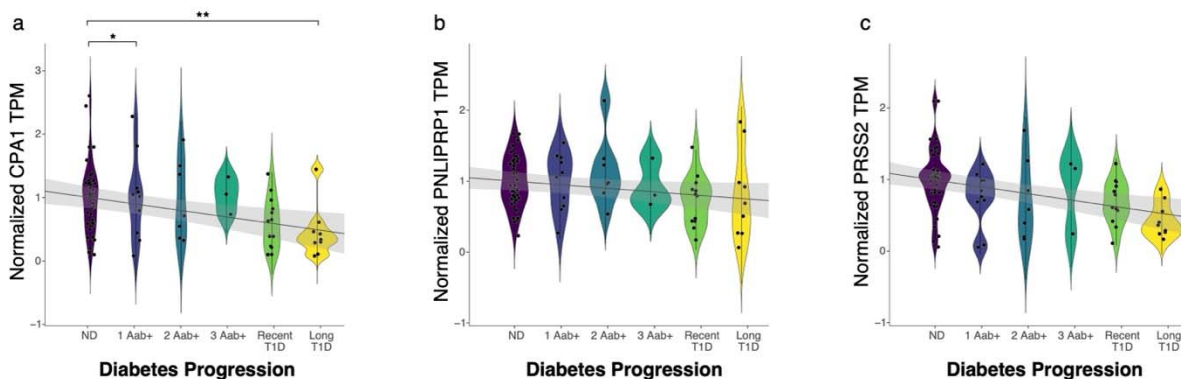 a
**
*
Normalized CPA1 TPM
3
2
1
0
−1
ND
1 Aab+
2 Aab+
3 Aab+
Recent
T1D
Long
T1D
Diabetes Progression
b
Normalized PNLIPRP1 TPM
2
1
0
−1
ND
1 Aab+
2 Aab+
3 Aab+
Recent
T1D
Long
T1D
Diabetes Progression
c
Normalized PRSS2 TPM
2
1
0
−1
ND
1 Aab+
2 Aab+
3 Aab+
Recent
T1D
Long
T1D
Diabetes Progression